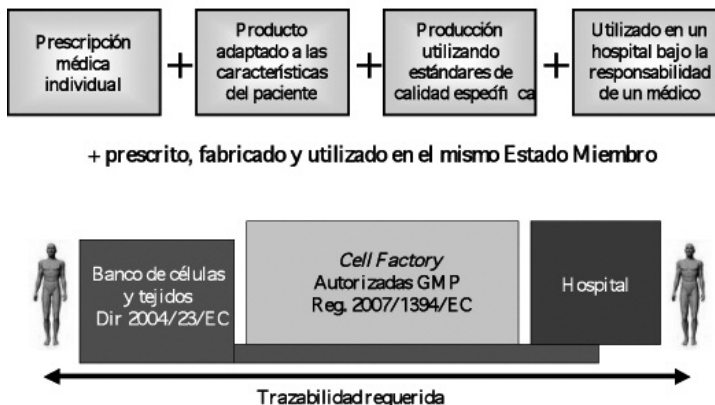 Prescripción
médica
individual
+
Producto
adaptado a las
características
del paciente
+
Producción
utilizando
estándares de
calidad específi ca
+
Utilizado en un
hospital bajo la
responsabilidad
de un médico
+ prescrito, fabricado y utilizado en el mismo Estado Miembro
Banco de células
y tejidos
Dir 2004/23/EC
Cell Factory
Autorizadas GMP
Reg. 2007/1394/EC
Hospital
Trazabilidad requerida